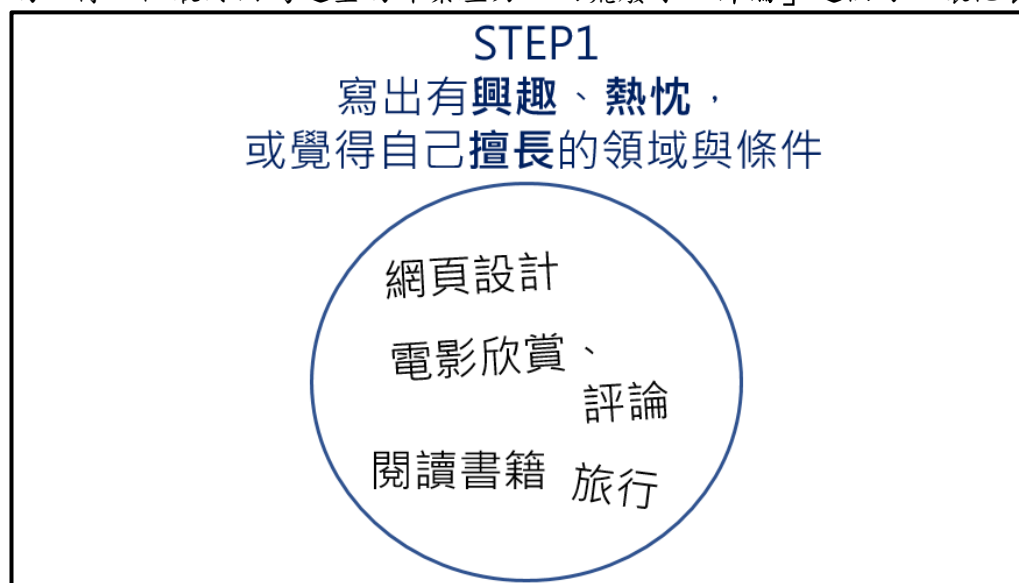 STEP1
寫出有興趣、熱忱，
或覺得自己擅長的領域與條件
網頁設計
電影欣賞、
評論
閱讀書籍 旅行